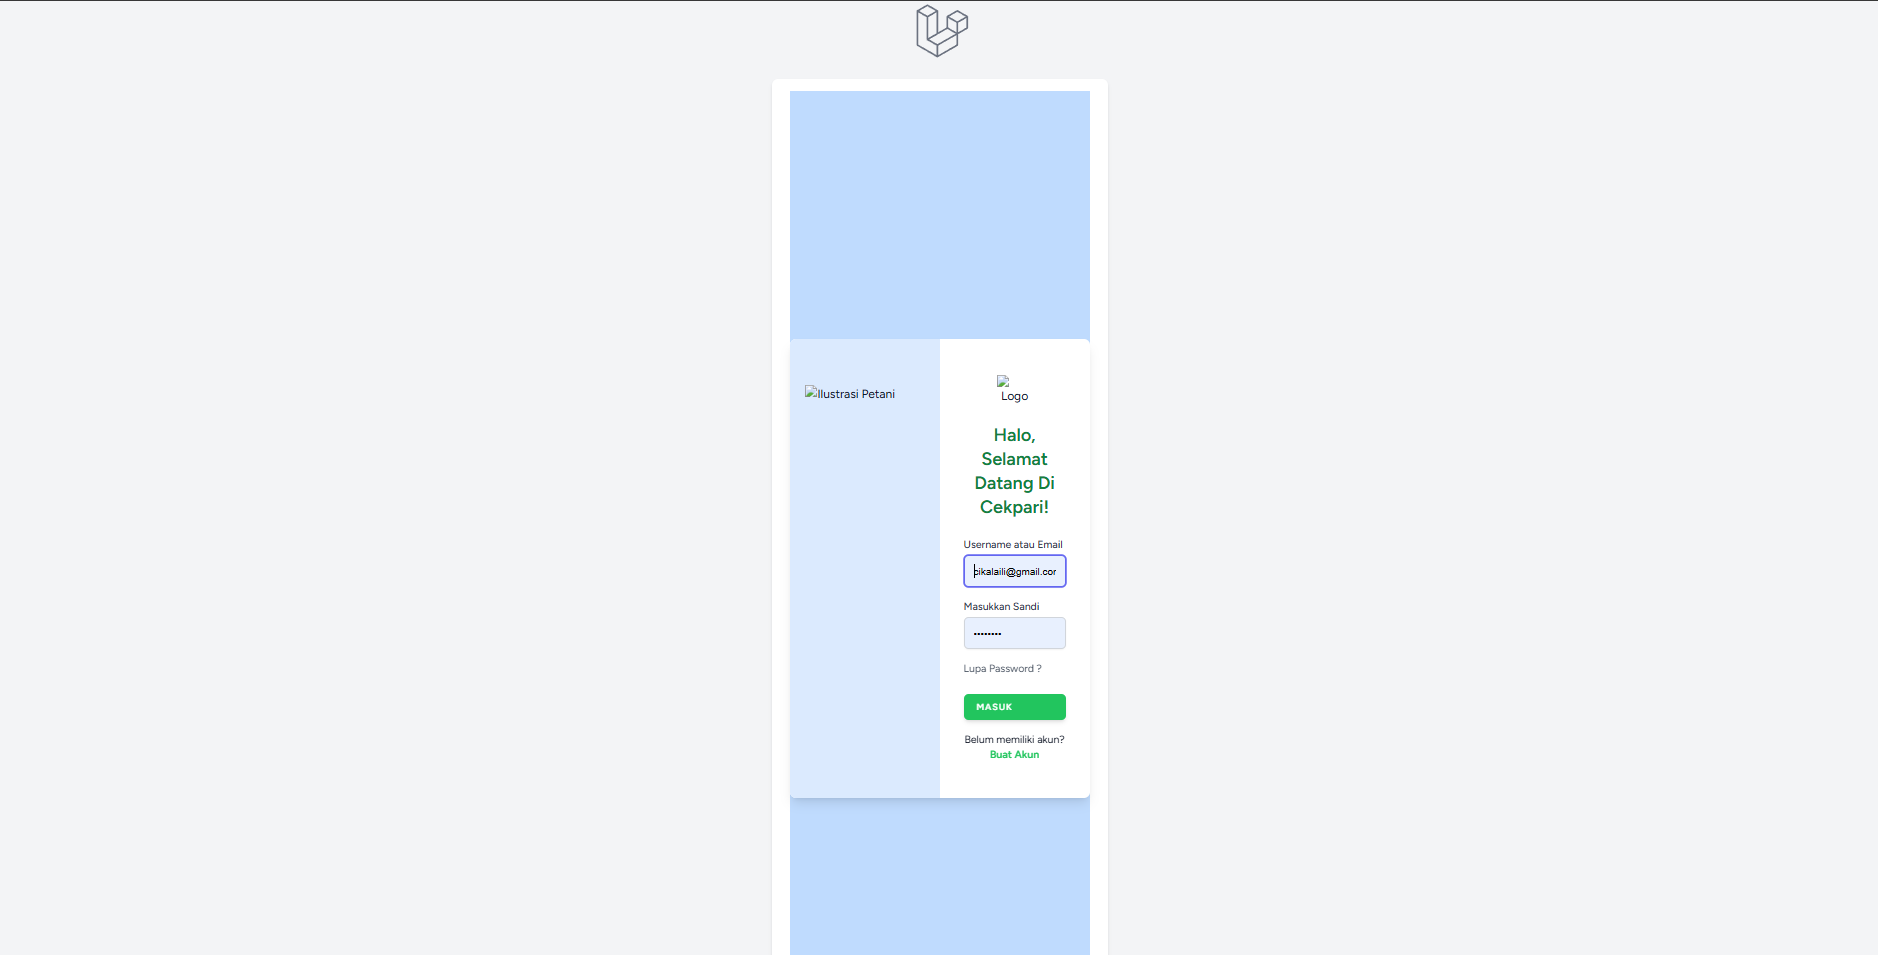 Ilustrasi Petani
Logo
Halo,
Selamat
Datang Di
Cekpari!
Username atau Email
cikalaili@gmail.cor
Masukkan Sandi
••••••••
Lupa Password ?
MASUK
Belum memiliki akun?
Buat Akun